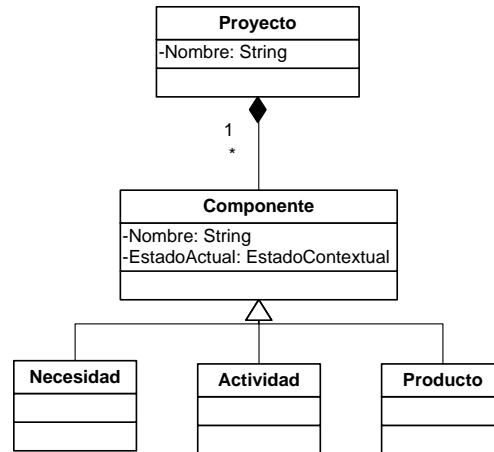 Proyecto
-Nombre: String
1
*
Componente
-Nombre: String
-EstadoActual: EstadoContextual
Necesidad
Actividad
Producto